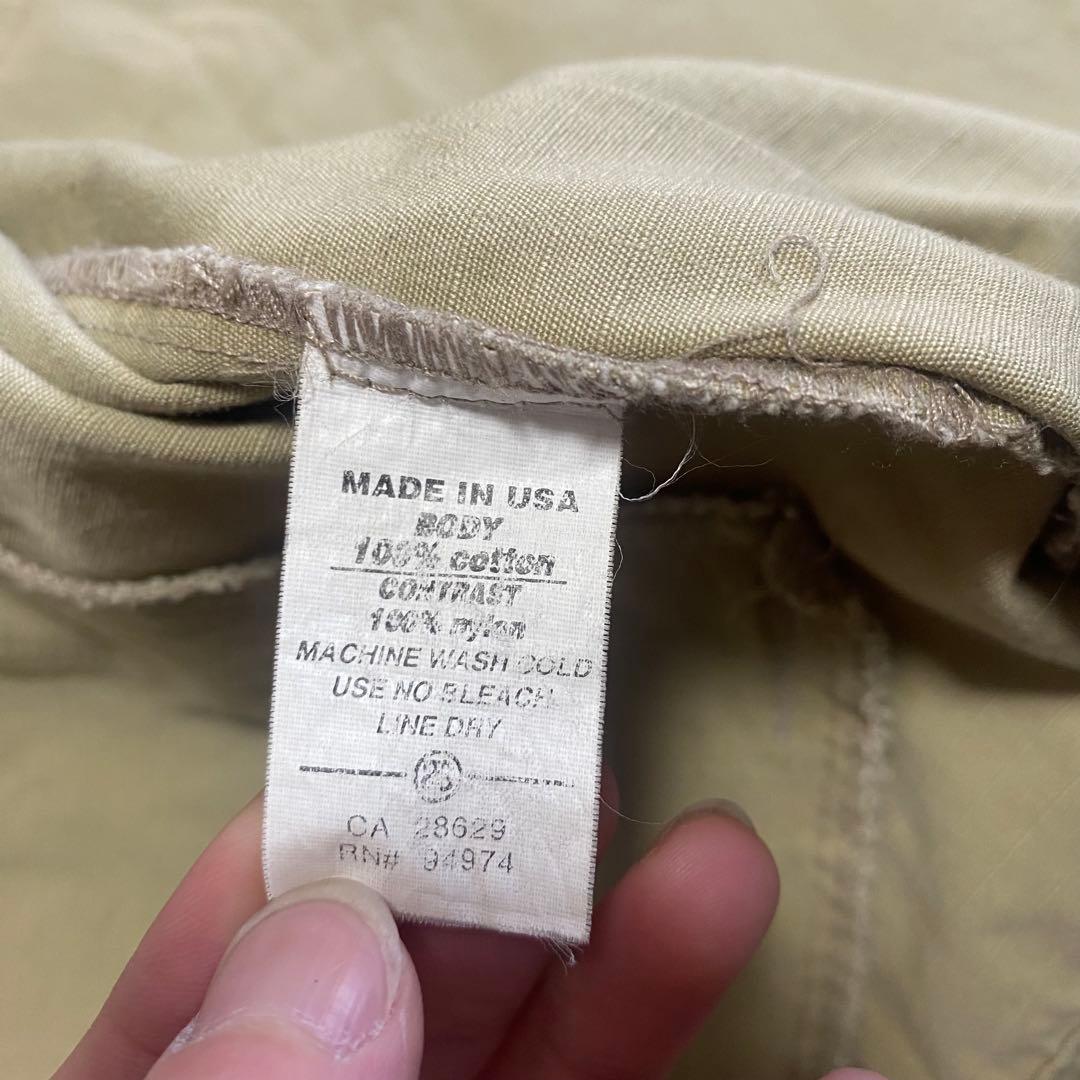 MADE IN USA
BODY
100% cotton
CONTRAST
100% nylon
MACHINE WASH COLD
USE NO BLEACH
LINE DRY
25
CA 28629
RN# 94974